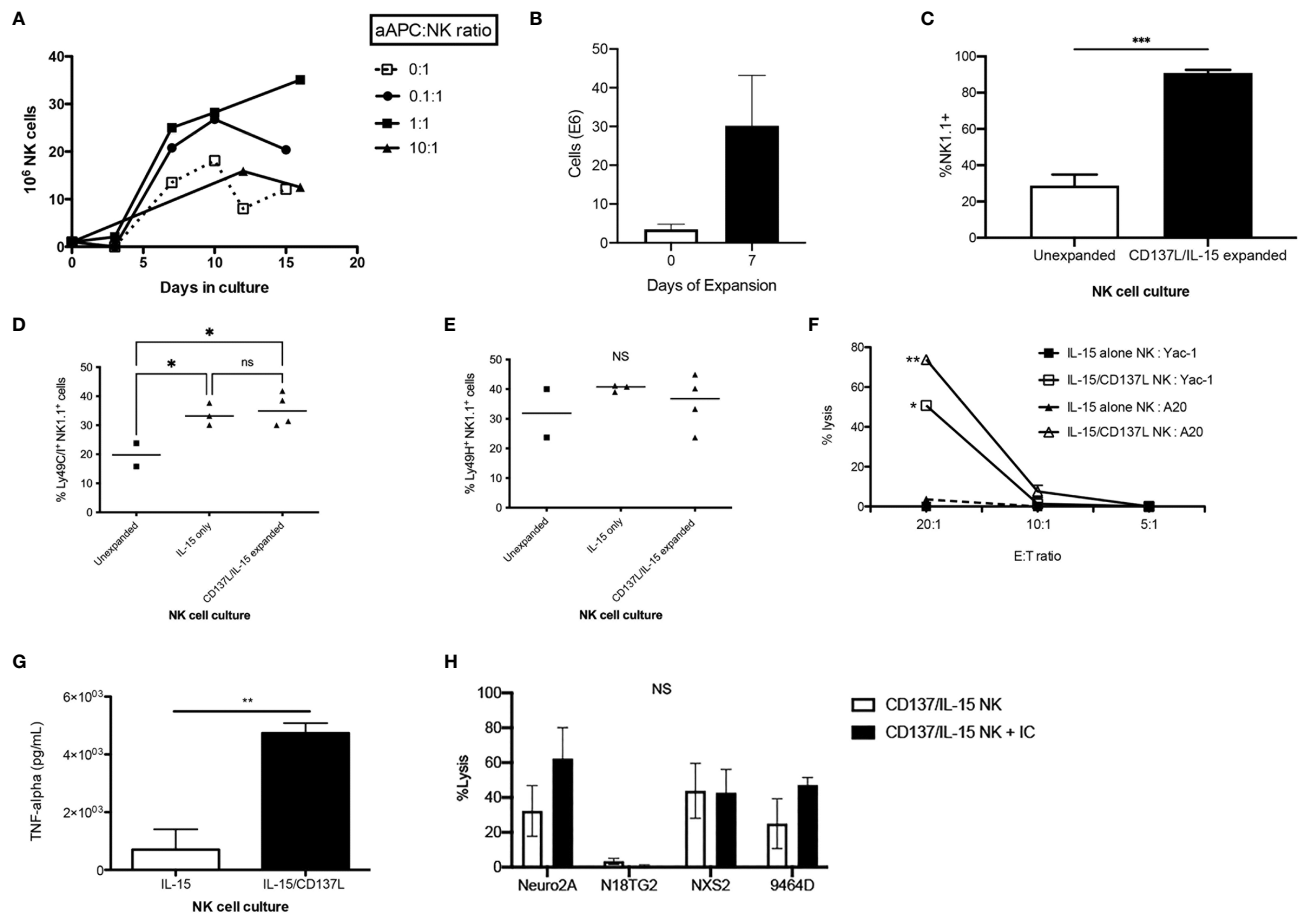 A
aAPC:NK ratio
0:1
0.1:1
1:1
10:1
10⁶ NK cells
40
30
20
10
0
0 5 10 15 20
Days in culture
B
Cells (E6)
50
40
30
20
10
0
0 7
Days of Expansion
C
***
%NK1.1+
100
80
60
40
20
0
Unexpanded CD137L/IL-15 expanded
NK cell culture
D
*
* ns
% Ly49C/I⁺ NK1.1⁺ cells
50
40
30
20
10
0
Unexpanded
IL-15 only
CD137L/IL-15 expanded
NK cell culture
E
NS
% Ly49H⁺ NK1.1⁺ cells
50
40
30
20
10
0
Unexpanded
IL-15 only
CD137L/IL-15 expanded
NK cell culture
F
% lysis
80
60
40
20
0
**
*
20:1 10:1 5:1
E:T ratio
IL-15 alone NK : Yac-1
IL-15/CD137L NK : Yac-1
IL-15 alone NK : A20
IL-15/CD137L NK : A20
G
**
TNF-alpha (pg/mL)
6×10⁰³
4×10⁰³
2×10⁰³
0
IL-15 IL-15/CD137L
NK cell culture
H
NS
%Lysis
100
80
60
40
20
0
Neuro2A N18TG2 NXS2 9464D
CD137/IL-15 NK
CD137/IL-15 NK + IC